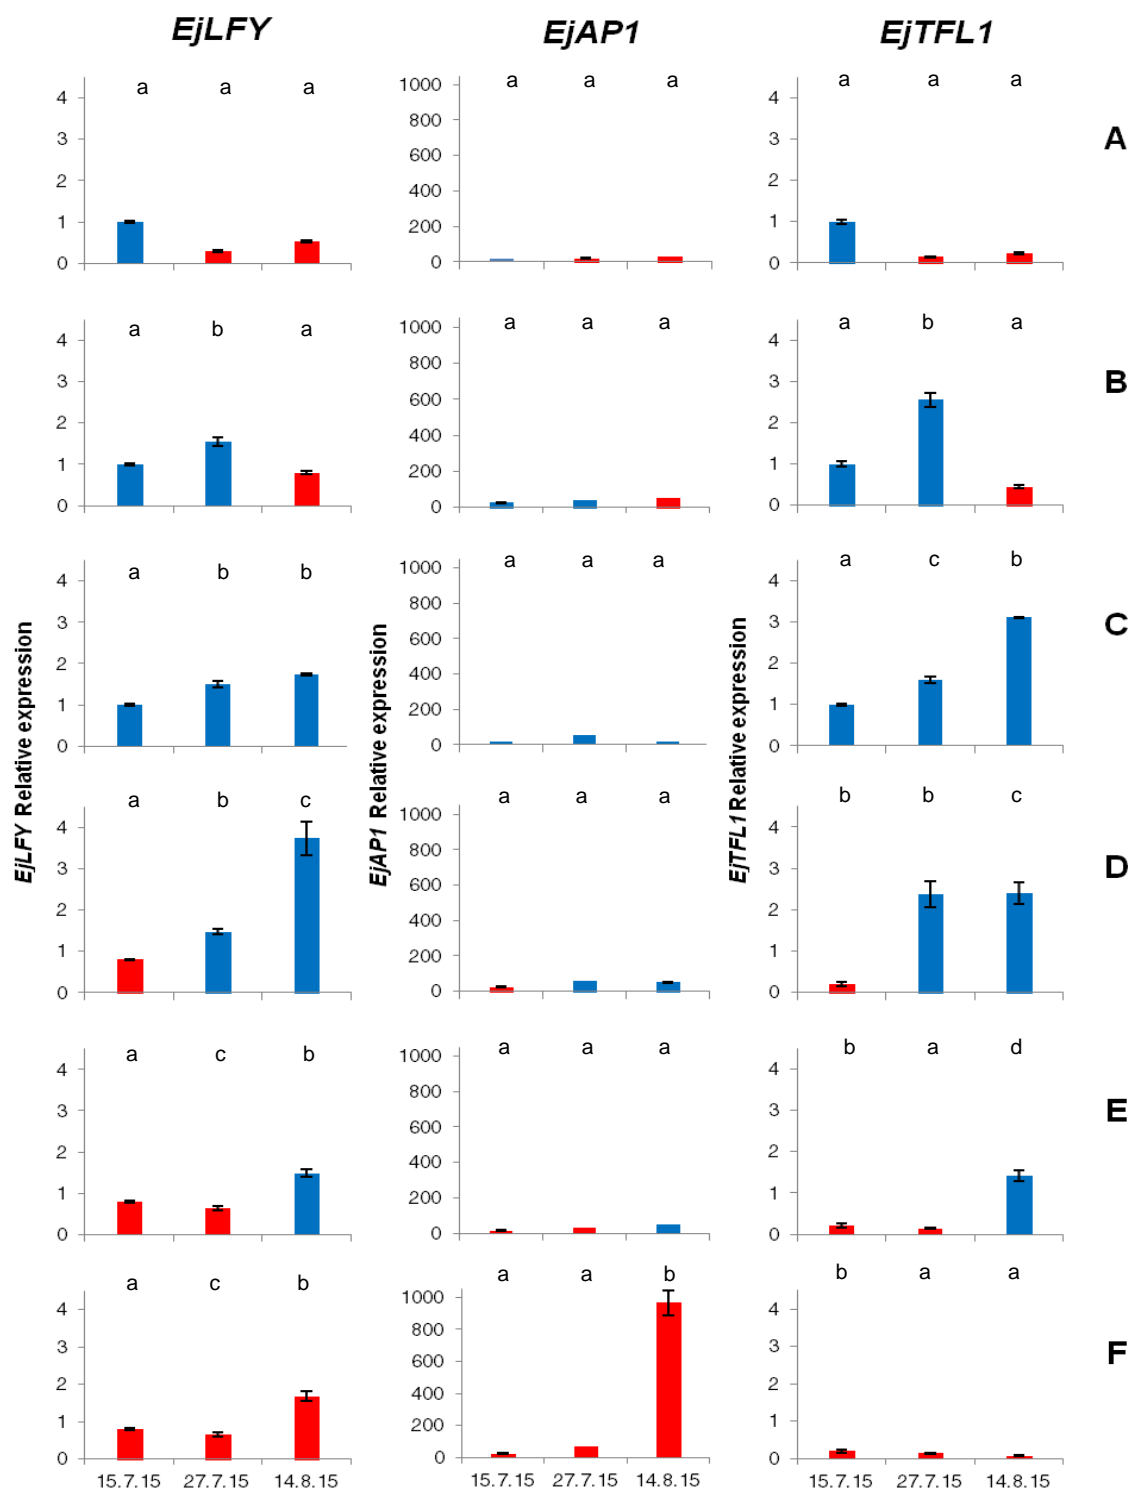 EjLFY EjAP1 EjTFL1
a a a a a a a a a
4 3 2 1 0
1000 800 600 400 200 0
4 3 2 1 0
A
a b a a a a a b a
4 3 2 1 0
1000 800 600 400 200 0
4 3 2 1 0
B
a b b a a a a c b
4 3 2 1 0
1000 800 600 400 200 0
4 3 2 1 0
C
EjLFY Relative expression
EjAP1 Relative expression
EjTFL1 Relative expression
a b c a a a b b c
4 3 2 1 0
1000 800 600 400 200 0
4 3 2 1 0
D
a c b a a a b a d
4 3 2 1 0
1000 800 600 400 200 0
4 3 2 1 0
E
a c b a a b b a a
4 3 2 1 0
1000 800 600 400 200 0
4 3 2 1 0
F
15.7.15 27.7.15 14.8.15 15.7.15 27.7.15 14.8.15 15.7.15 27.7.15 14.8.15